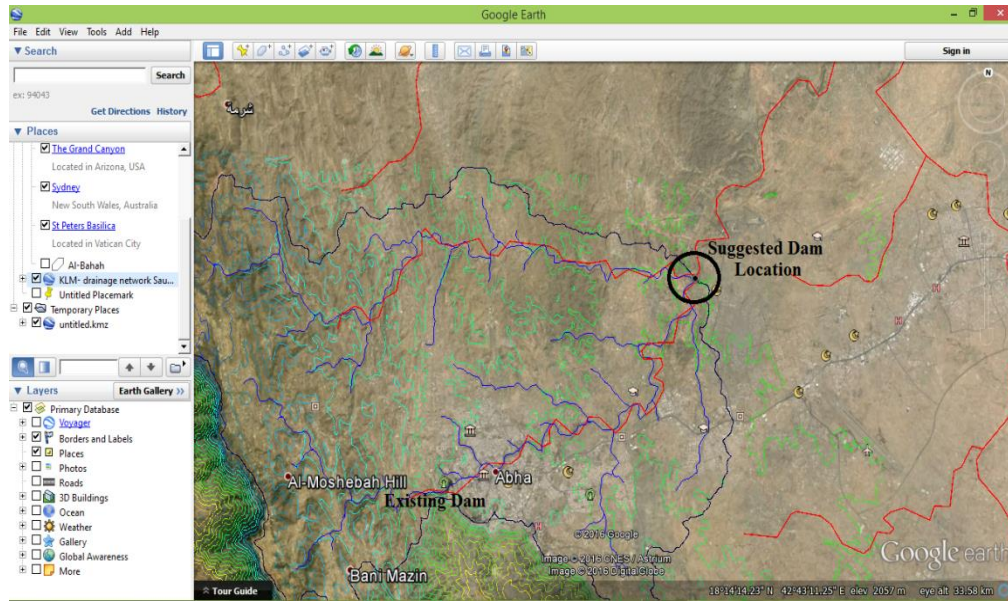 Google Earth
File Edit View Tools Add Help
▼ Search
Search
ex: 94043
Get Directions History
▼ Places
The Grand Canyon
Located in Arizona, USA
Sydney
New South Wales, Australia
St Peters Basilica
Located in Vatican City
Al-Bahah
KLM- drainage network Sau...
Untitled Placemark
Temporary Places
untitled.kmz
▼ Layers
Earth Gallery >>
Primary Database
Voyager
Borders and Labels
Places
Photos
Roads
3D Buildings
Ocean
Weather
Gallery
Global Awareness
More
Sign in
N
شرمة
Suggested Dam
Location
Al-Moshebah Hill
Abha
Existing Dam
Bani Mazin
© 2016 Google
Image © 2016 CNES / Astrium
Image © 2016 DigitalGlobe
Google earth
Tour Guide
18°14'14.23" N 42°43'11.25" E elev 2057 m eye alt 33.58 km